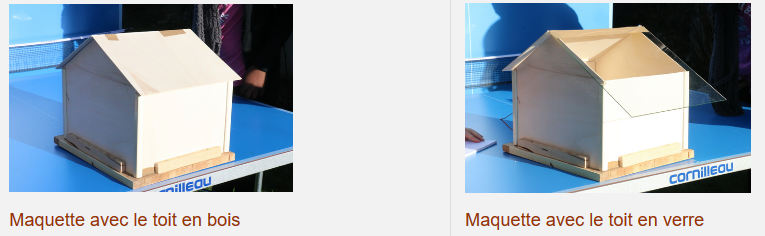 cornilleau
cornilleau
Maquette avec le toit en bois
Maquette avec le toit en verre